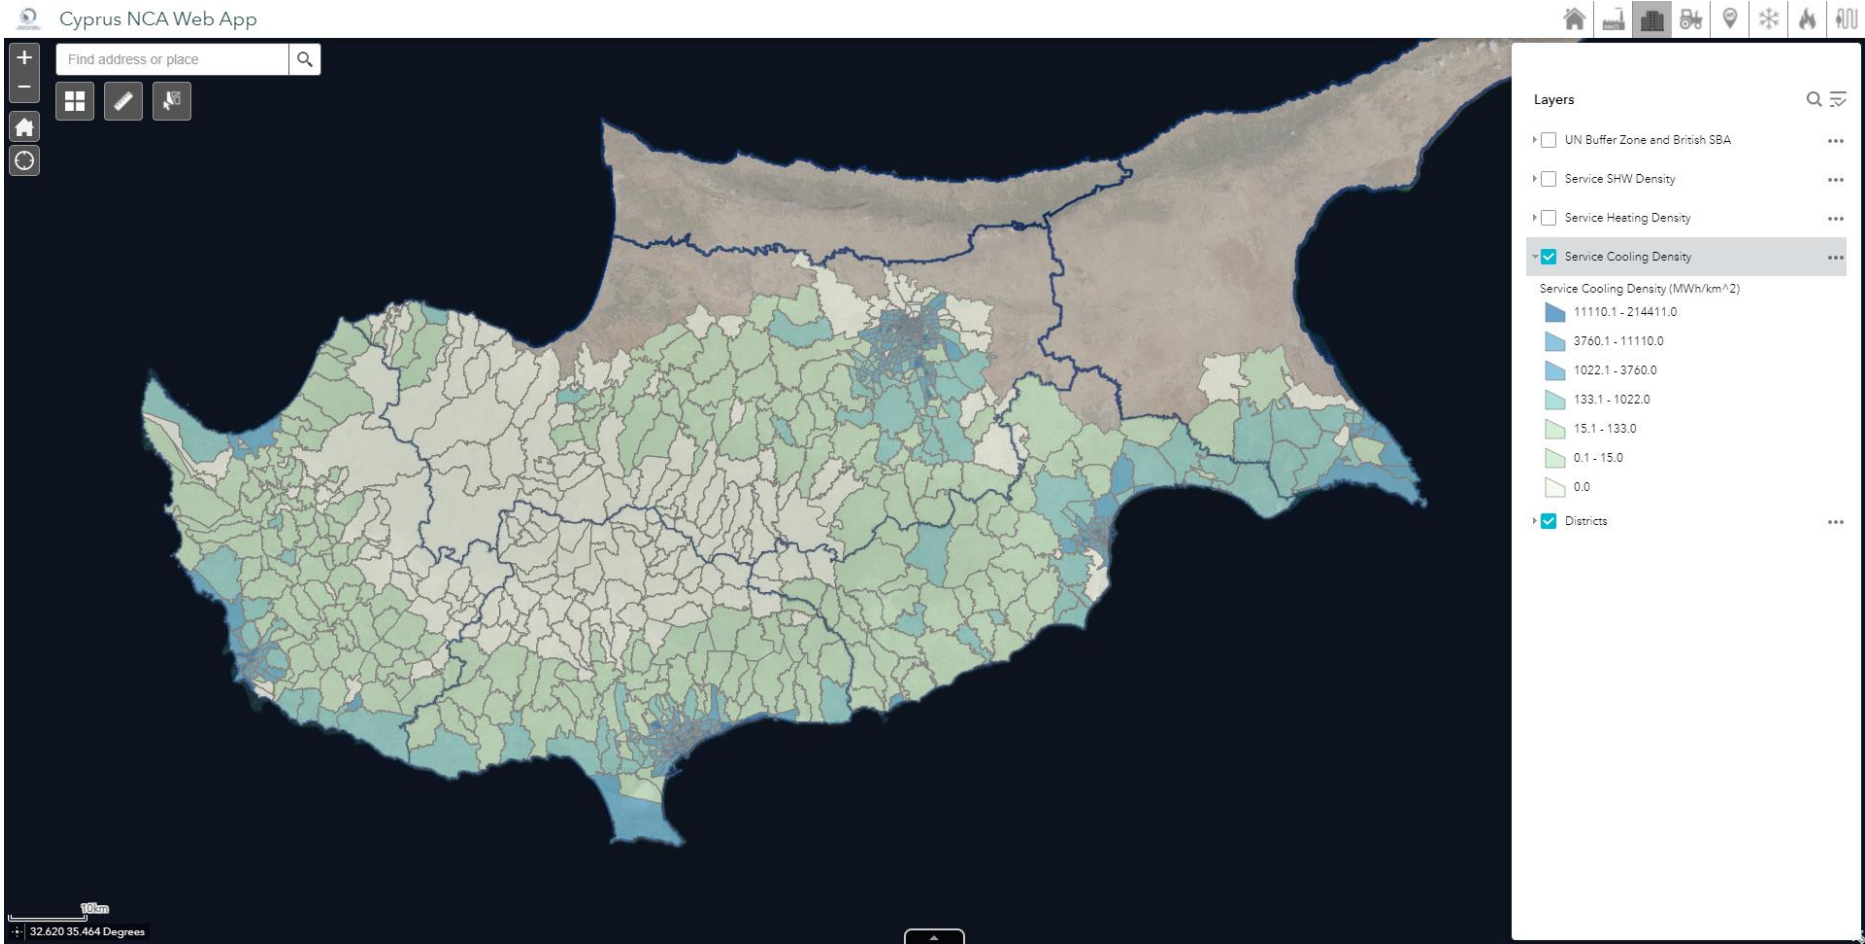 Cyprus NCA Web App
+
Find address or place
−
Layers
UN Buffer Zone and British SBA
Service SHW Density
Service Heating Density
Service Cooling Density
Service Cooling Density (MWh/km^2)
11110.1 - 214411.0
3760.1 - 11110.0
1022.1 - 3760.0
133.1 - 1022.0
15.1 - 133.0
0.1 - 15.0
0.0
Districts
10km
32.620 35.464 Degrees